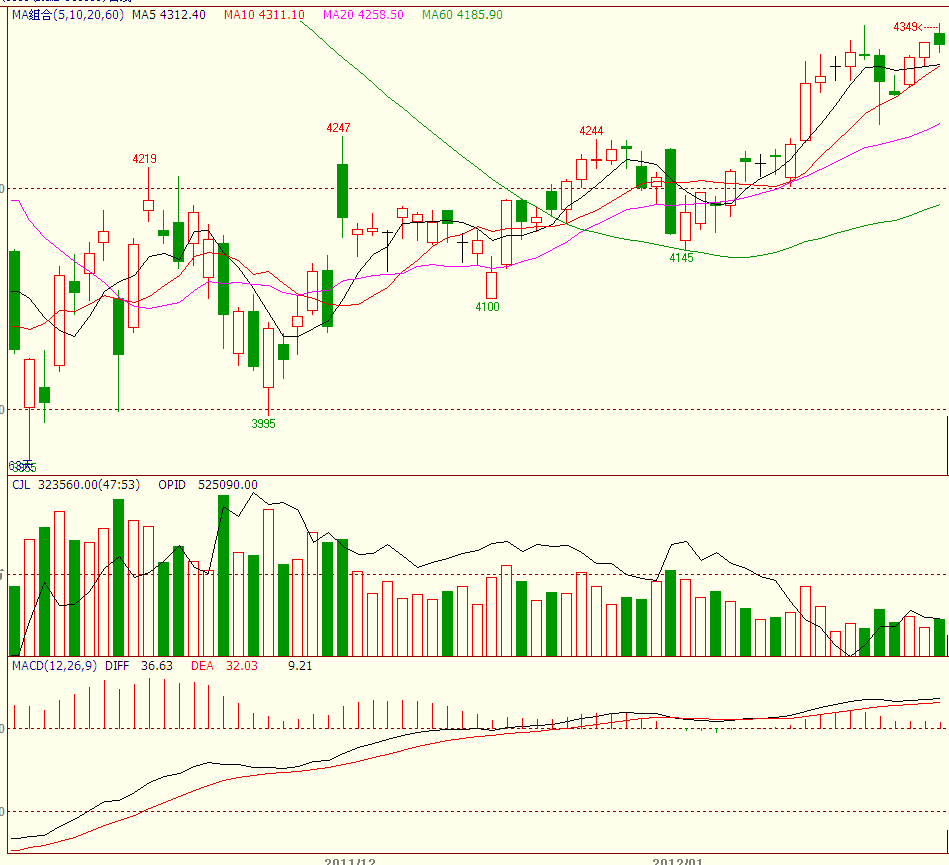 MA组合(5,10,20,60) MA5 4312.40 MA10 4311.10 MA20 4258.50 MA60 4185.90
4349
4247
4244
4219
4145
4100
3995
CJL 323560.00(47:53) OPID 525090.00
MACD(12,26,9) DIFF 36.63 DEA 32.03 9.21
2011/12 2012/01